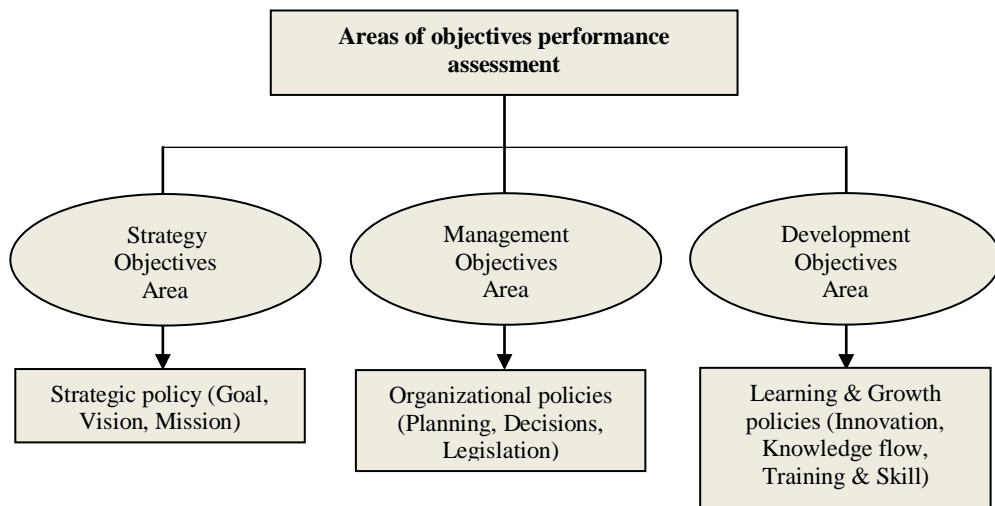 Areas of objectives performance
assessment
Strategy
Objectives
Area
Management
Objectives
Area
Development
Objectives
Area
Strategic policy (Goal,
Vision, Mission)
Organizational policies
(Planning, Decisions,
Legislation)
Learning & Growth
policies (Innovation,
Knowledge flow,
Training & Skill)